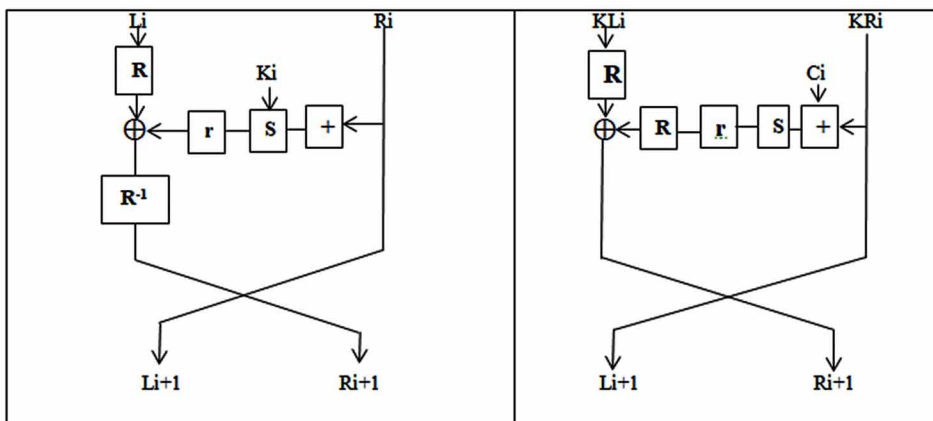 Li Ri
R
Ki
r S +
R-1
Li+1 Ri+1
KLi KRi
R
Ci
R r S +
Li+1 Ri+1